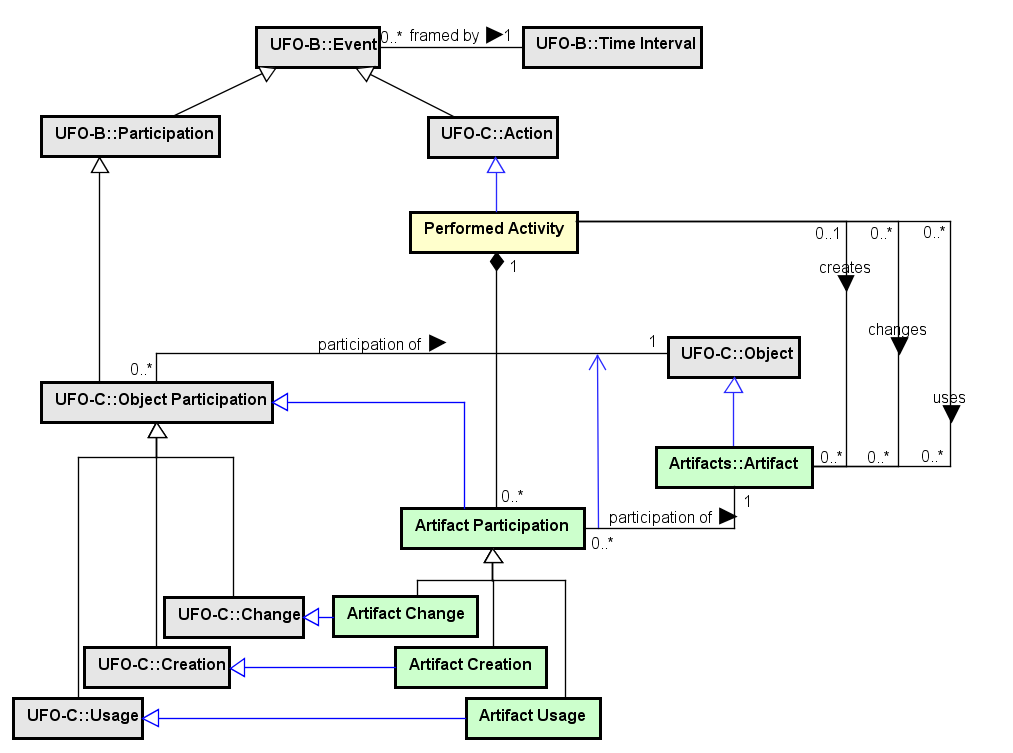 0..* framed by 1
UFO-B::Event
UFO-B::Time Interval
UFO-B::Participation
UFO-C::Action
Performed Activity
0..1
0..*
0..*
1
creates
changes
participation of
1
UFO-C::Object
0..*
UFO-C::Object Participation
uses
Artifacts::Artifact
0..*
0..*
0..*
0..*
1
Artifact Participation
participation of
0..*
UFO-C::Change
Artifact Change
UFO-C::Creation
Artifact Creation
UFO-C::Usage
Artifact Usage